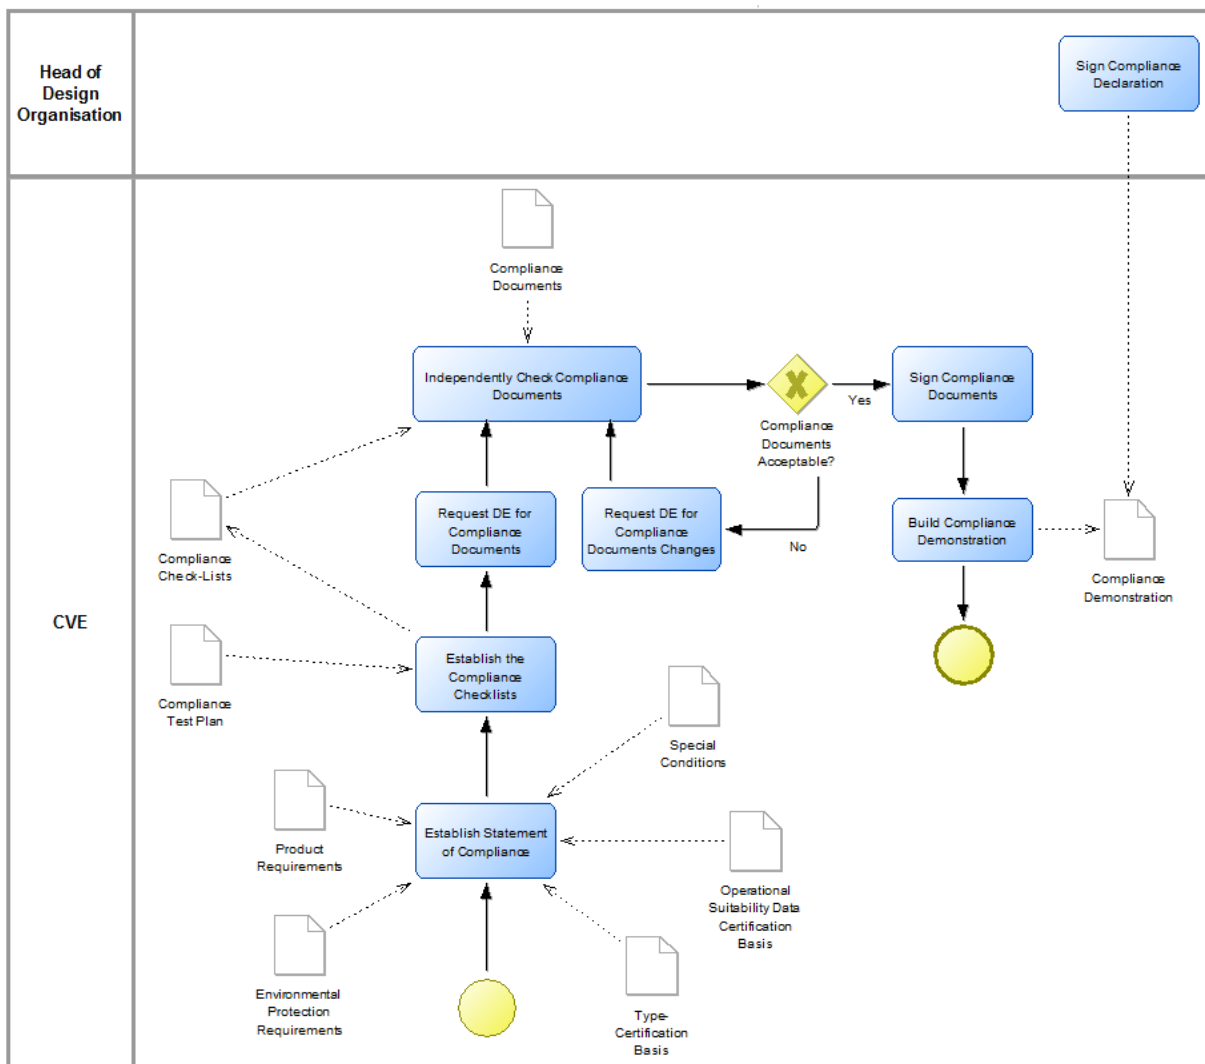 Head of
Design
Organisation
Sign Compliance
Declaration
CVE
Compliance
Documents
Independently Check Compliance
Documents
Compliance
Documents
Acceptable?
Yes
No
Sign Compliance
Documents
Request DE for
Compliance
Documents
Request DE for
Compliance
Documents Changes
Build Compliance
Demonstration
Compliance
Demonstration
Compliance
Check-Lists
Compliance
Test Plan
Establish the
Compliance
Checklists
Special
Conditions
Product
Requirements
Establish Statement
of Compliance
Operational
Suitability Data
Certification
Basis
Environmental
Protection
Requirements
Type-
Certification
Basis